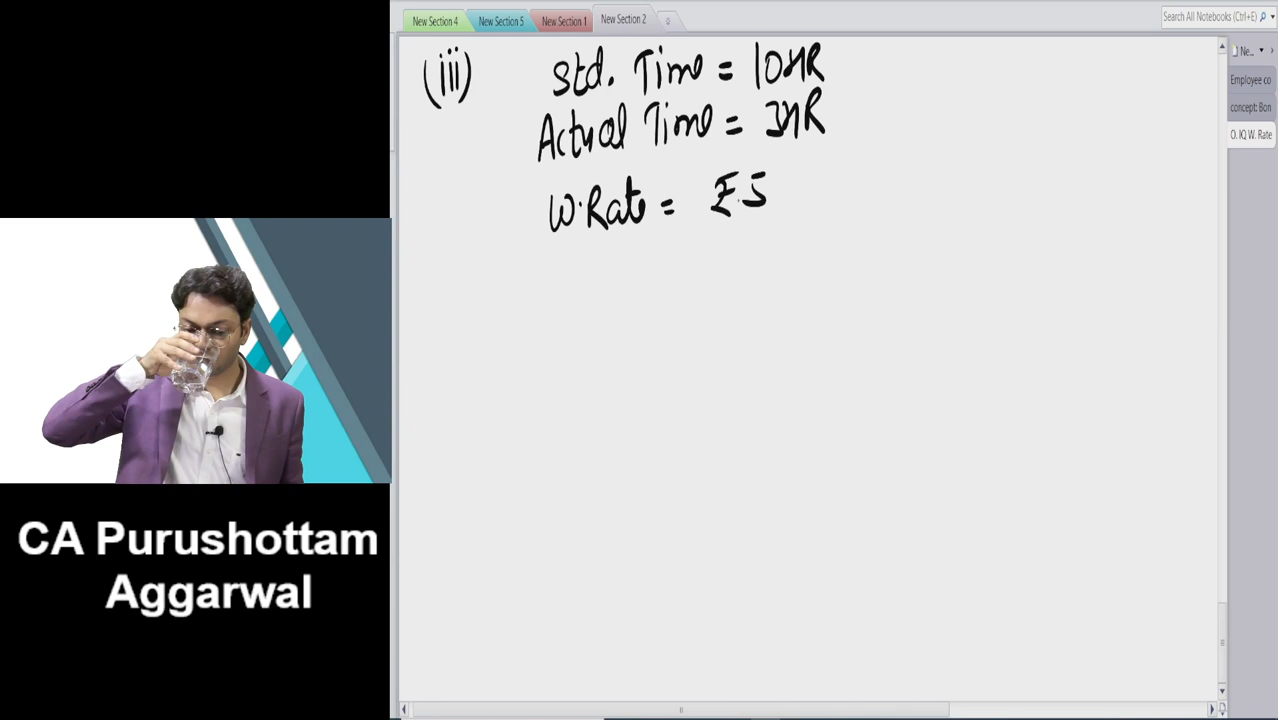 New Section 4
New Section 5
New Section 1
New Section 2
Search All Notebooks (Ctrl+E)
Ne...
Employee co
concept: Bon
O. IQ W. Rate
(iii) Std. Time = 10HR
Actual Time = 3HR
W.Rate = ₹.5
CA Purushottam
Aggarwal